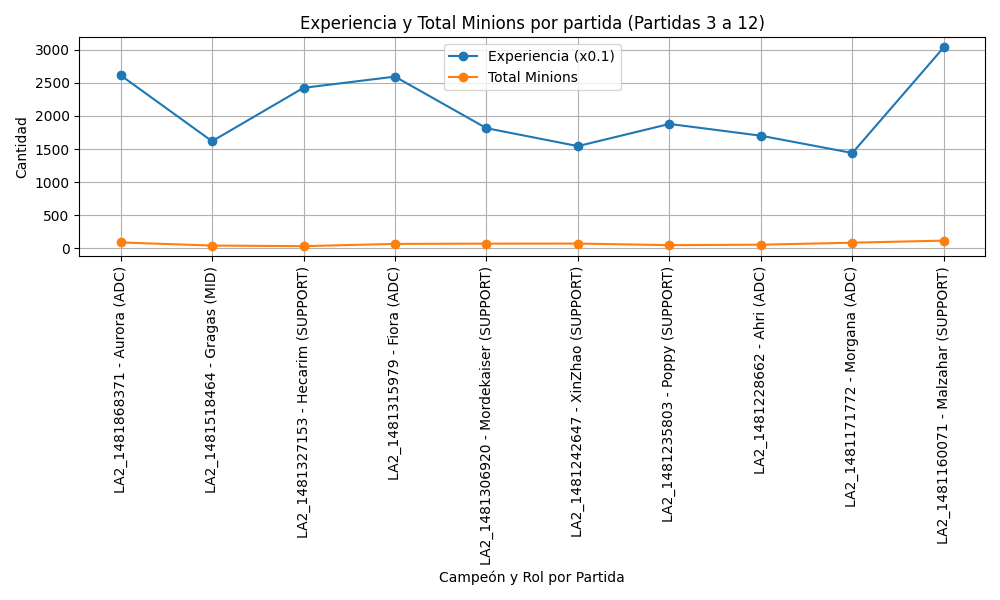 Experiencia y Total Minions por partida (Partidas 3 a 12)
Experiencia (x0.1)
Total Minions
Cantidad
3000
2500
2000
1500
1000
500
0
LA2_1481868371 - Aurora (ADC)
LA2_1481518464 - Gragas (MID)
LA2_1481327153 - Hecarim (SUPPORT)
LA2_1481315979 - Fiora (ADC)
LA2_1481306920 - Mordekaiser (SUPPORT)
LA2_1481242647 - XinZhao (SUPPORT)
LA2_1481235803 - Poppy (SUPPORT)
LA2_1481228662 - Ahri (ADC)
LA2_1481171772 - Morgana (ADC)
LA2_1481160071 - Malzahar (SUPPORT)
Campeón y Rol por Partida